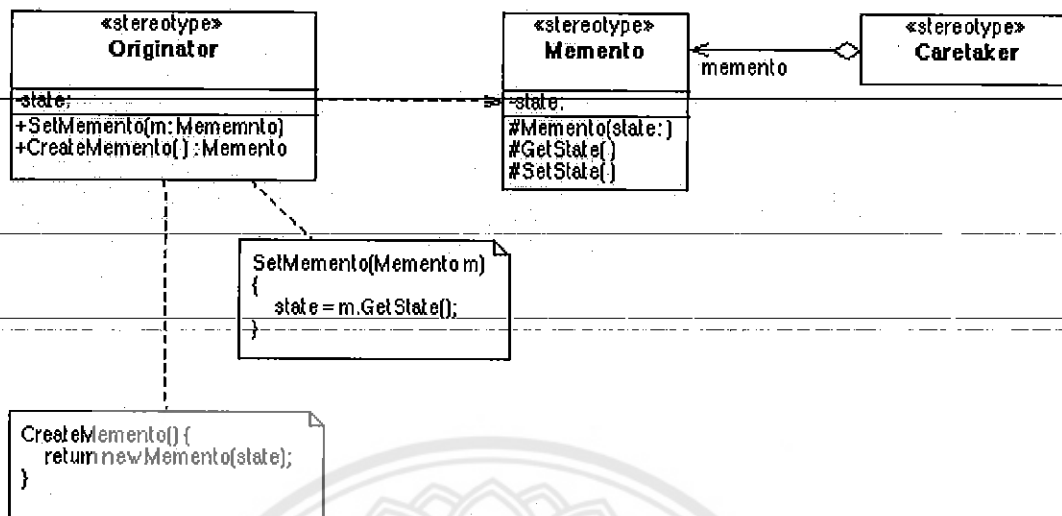 «stereotype»
Originator
-state;
+SetMemento(m: Mememnto)
+CreateMemento( ) : Memento
«stereotype»
Memento
-state;
#Memento(state: )
#GetState( )
#SetState( )
memento
«stereotype»
Caretaker
SetMemento(Memento m)
{
state = m.GetState();
}
CreateMemento() {
return new Memento(state);
}